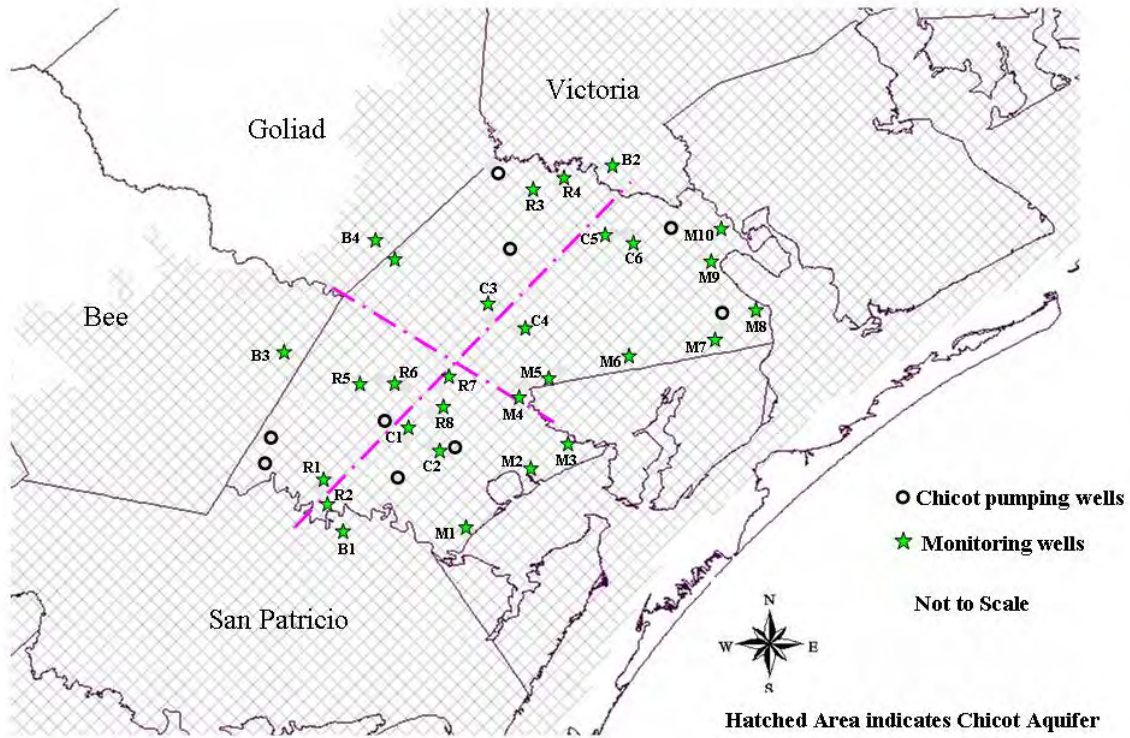 Victoria
Goliad
B2
R4
R3
B4
C5
C6
M10
M9
C3
Bee
C4
M8
M7
B3
M6
R5
R6
R7
M5
M4
R8
C1
C2
M3
M2
R1
R2
Chicot pumping wells
M1
B1
Monitoring wells
San Patricio
Not to Scale
N
W
E
S
Hatched Area indicates Chicot Aquifer